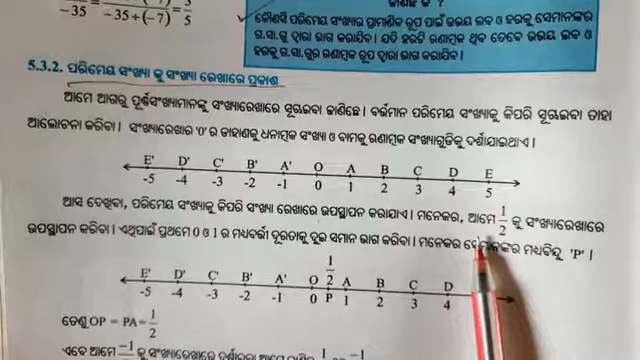 -35 = -35÷(-7) = 5
କୌଣସି ପରିମେୟ ସଂଖ୍ୟାର ପ୍ରାମାଣିକ ରୂପ ପାଇଁ ଉଭୟ ଲବ ଓ ହରକୁ ସେମାନଙ୍କର
ଗ.ସା.ଗୁ ଦ୍ୱାରା ଭାଗ କରାଯିବ। ଯଦି ହରଟି ଋଣାତ୍ମକ ଥିବ ତେବେ ଉଭୟ ଲବ ଓ
ହରକୁ ଗ.ସା.ଗୁର ଋଣାତ୍ମକ ରୂପ ଦ୍ୱାରା ଭାଗ କରାଯିବ।
5.3.2. ପରିମେୟ ସଂଖ୍ୟା କୁ ସଂଖ୍ୟା ରେଖାରେ ପ୍ରକାଶ
ଆମେ ଆଗରୁ ପୂର୍ଣ୍ଣସଂଖ୍ୟାମାନଙ୍କୁ ସଂଖ୍ୟାରେଖାରେ ସୂଚାଇବା ଜାଣିଛେ। ବର୍ତ୍ତମାନ ପରିମେୟ ସଂଖ୍ୟାକୁ କିପରି ସୂଚାଇବା ତାହା
ଆଲୋଚନା କରିବା। ସଂଖ୍ୟାରେଖାର '0' ର ଡାହାଣକୁ ଧନାତ୍ମକ ସଂଖ୍ୟା ଓ ବାମକୁ ଋଣାତ୍ମକ ସଂଖ୍ୟାଗୁଡିକୁ ଦର୍ଶାଯାଇଥାଏ।
E' D' C' B' A' O A B C D E
-5 -4 -3 -2 -1 0 1 2 3 4 5
ଆସ ଦେଖିବା, ପରିମେୟ ସଂଖ୍ୟାକୁ କିପରି ସଂଖ୍ୟା ରେଖାରେ ଉପସ୍ଥାପନ କରାଯାଏ। ମନେକର, ଆମେ 1/2 କୁ ସଂଖ୍ୟାରେଖାରେ
ଉପସ୍ଥାପନ କରିବା। ଏଥିପାଇଁ ପ୍ରଥମେ 0 ଓ 1 ର ମଧ୍ୟବର୍ତ୍ତୀ ଦୂରତାକୁ ଦୁଇ ସମାନ ଭାଗ କରିବା। ମନେକର ସେମାନଙ୍କର ମଧ୍ୟବିନ୍ଦୁ 'P'।
1/2
E' D' C' B' A' O A B C D
-5 -4 -3 -2 -1 0 P 1 2 3 4
ତେଣୁ OP = PA = 1/2
ଏବେ ଆମେ -1